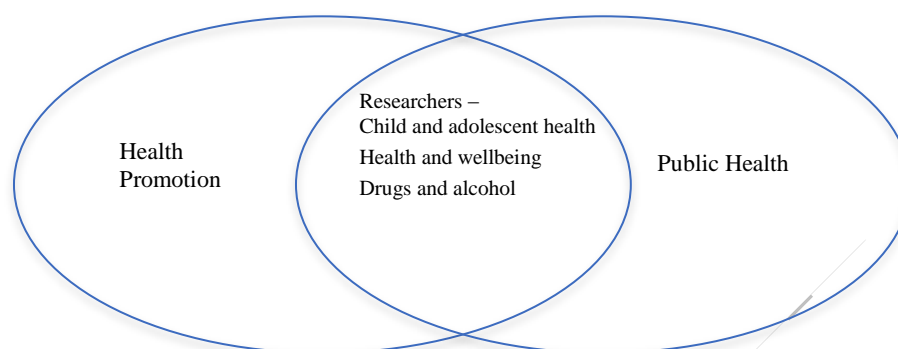 Health
Promotion
Researchers –
Child and adolescent health
Health and wellbeing
Drugs and alcohol
Public Health